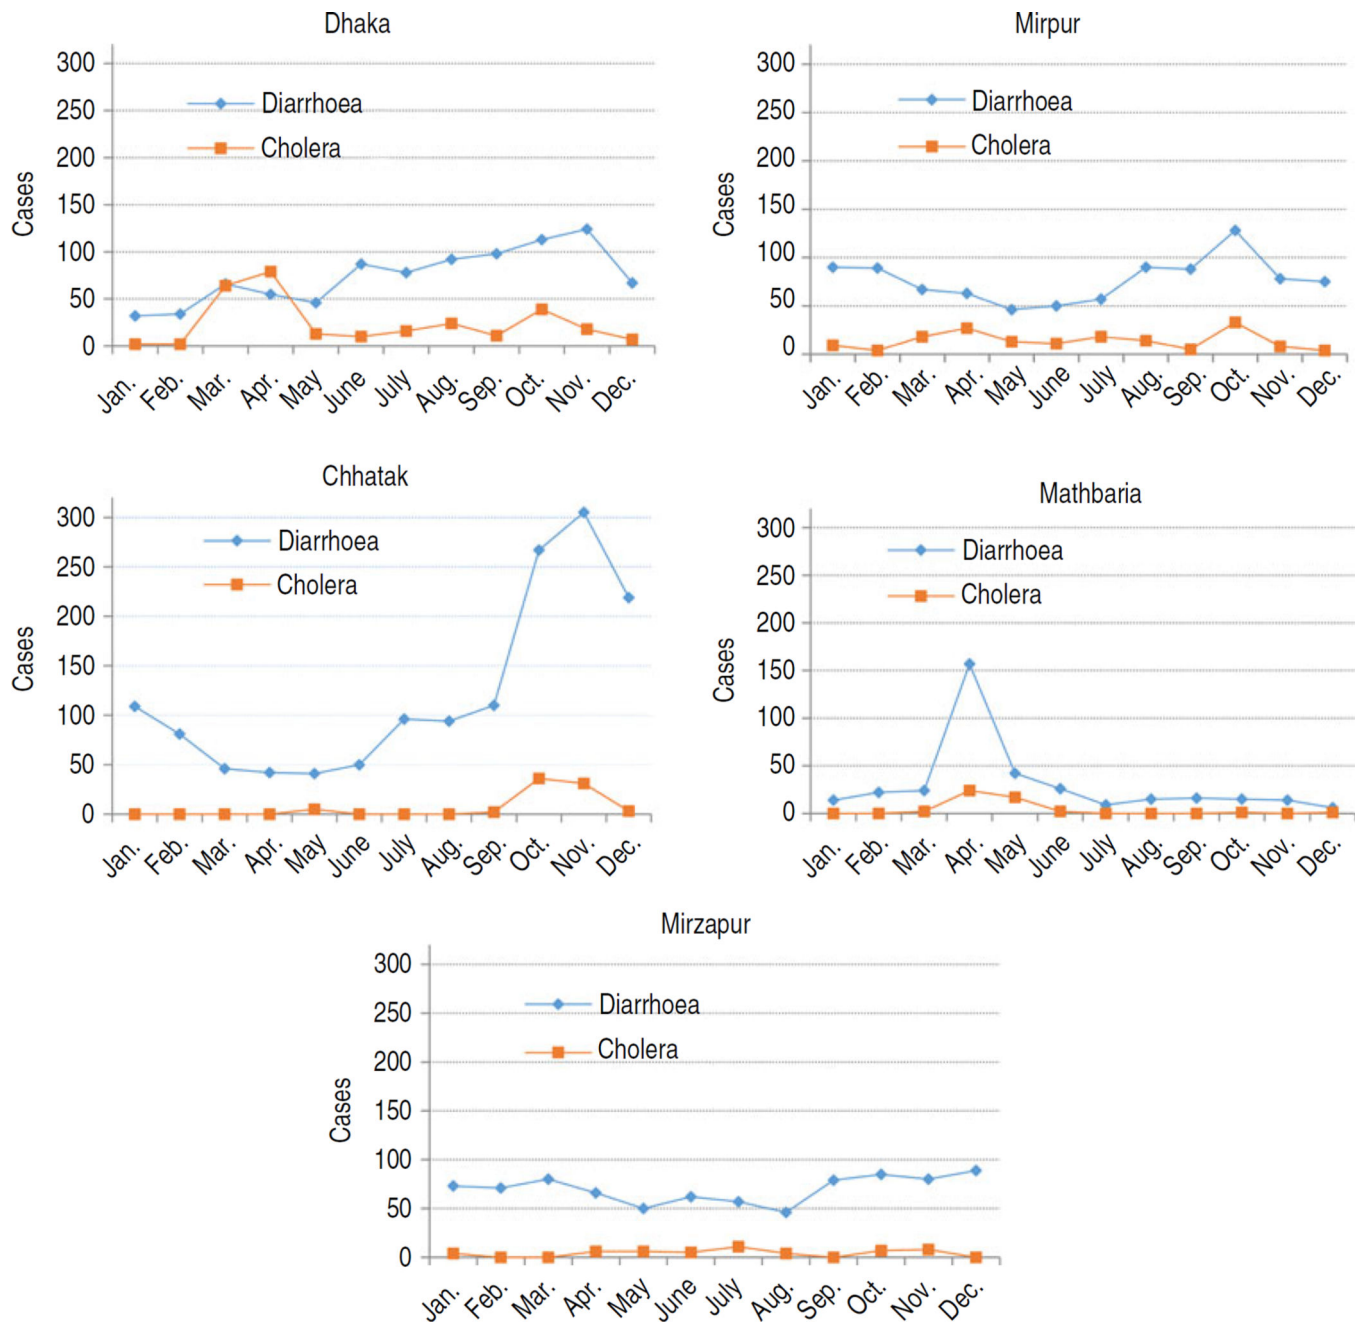 Dhaka
300
250
200
150
100
50
0
Cases
Diarrhoea
Cholera
Jan. Feb. Mar. Apr. May June July Aug. Sep. Oct. Nov. Dec.
Mirpur
300
250
200
150
100
50
0
Cases
Diarrhoea
Cholera
Jan. Feb. Mar. Apr. May June July Aug. Sep. Oct. Nov. Dec.
Chhatak
300
250
200
150
100
50
0
Cases
Diarrhoea
Cholera
Jan. Feb. Mar. Apr. May June July Aug. Sep. Oct. Nov. Dec.
Mathbaria
300
250
200
150
100
50
0
Cases
Diarrhoea
Cholera
Jan. Feb. Mar. Apr. May June July Aug. Sep. Oct. Nov. Dec.
Mirzapur
300
250
200
150
100
50
0
Cases
Diarrhoea
Cholera
Jan. Feb. Mar. Apr. May June July Aug. Sep. Oct. Nov. Dec.